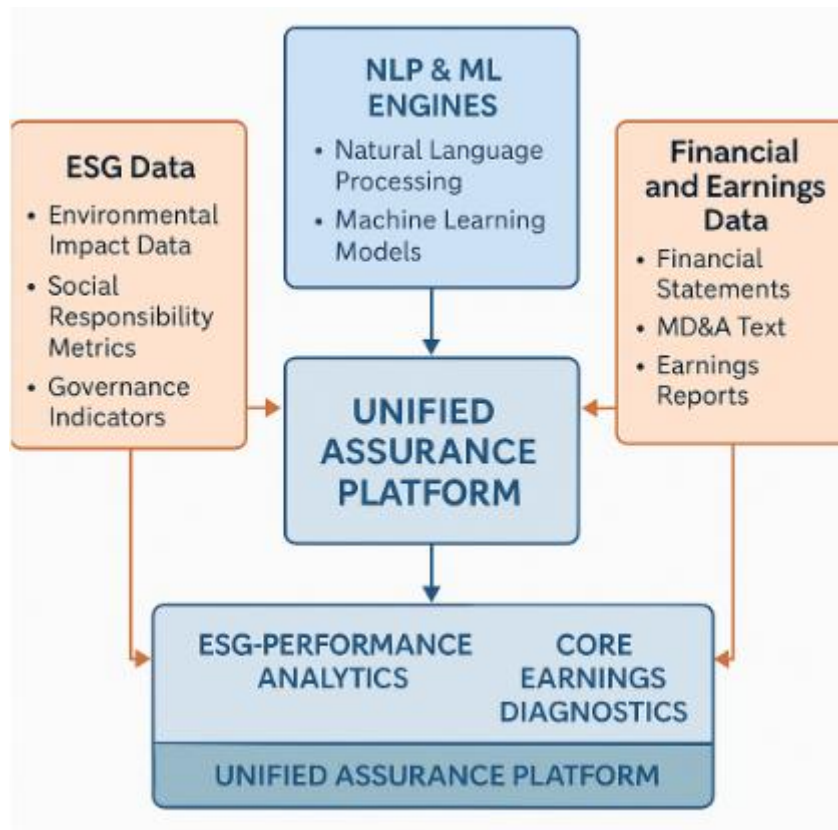 NLP & ML
ENGINES
• Natural Language
Processing
• Machine Learning
Models
ESG Data
• Environmental
Impact Data
• Social
Responsibility
Metrics
• Governance
Indicators
Financial
and Earnings
Data
• Financial
Statements
• MD&A Text
• Earnings
Reports
UNIFIED
ASSURANCE
PLATFORM
ESG-PERFORMANCE
ANALYTICS
CORE
EARNINGS
DIAGNOSTICS
UNIFIED ASSURANCE PLATFORM